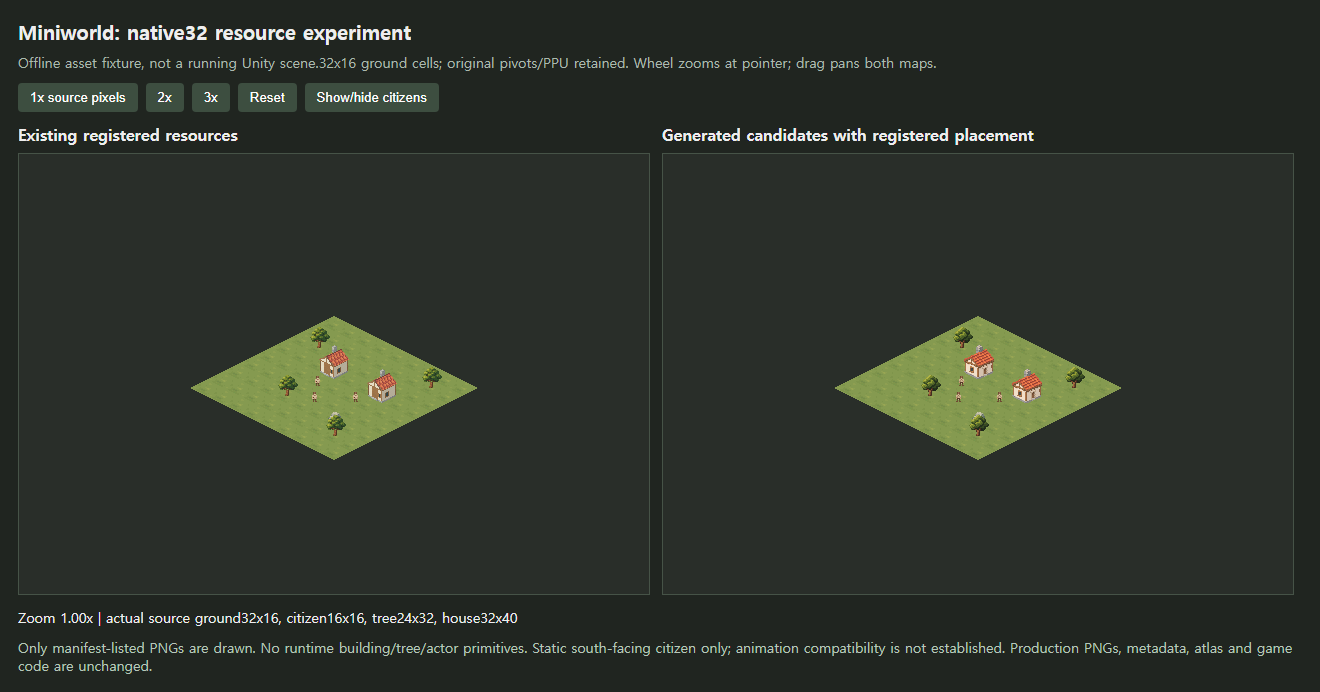 Miniworld: native32 resource experiment
Offline asset fixture, not a running Unity scene.32x16 ground cells; original pivots/PPU retained. Wheel zooms at pointer; drag pans both maps.
1x source pixels 2x 3x Reset Show/hide citizens
Existing registered resources
Generated candidates with registered placement
Zoom 1.00x | actual source ground32x16, citizen16x16, tree24x32, house32x40
Only manifest-listed PNGs are drawn. No runtime building/tree/actor primitives. Static south-facing citizen only; animation compatibility is not established. Production PNGs, metadata, atlas and game
code are unchanged.